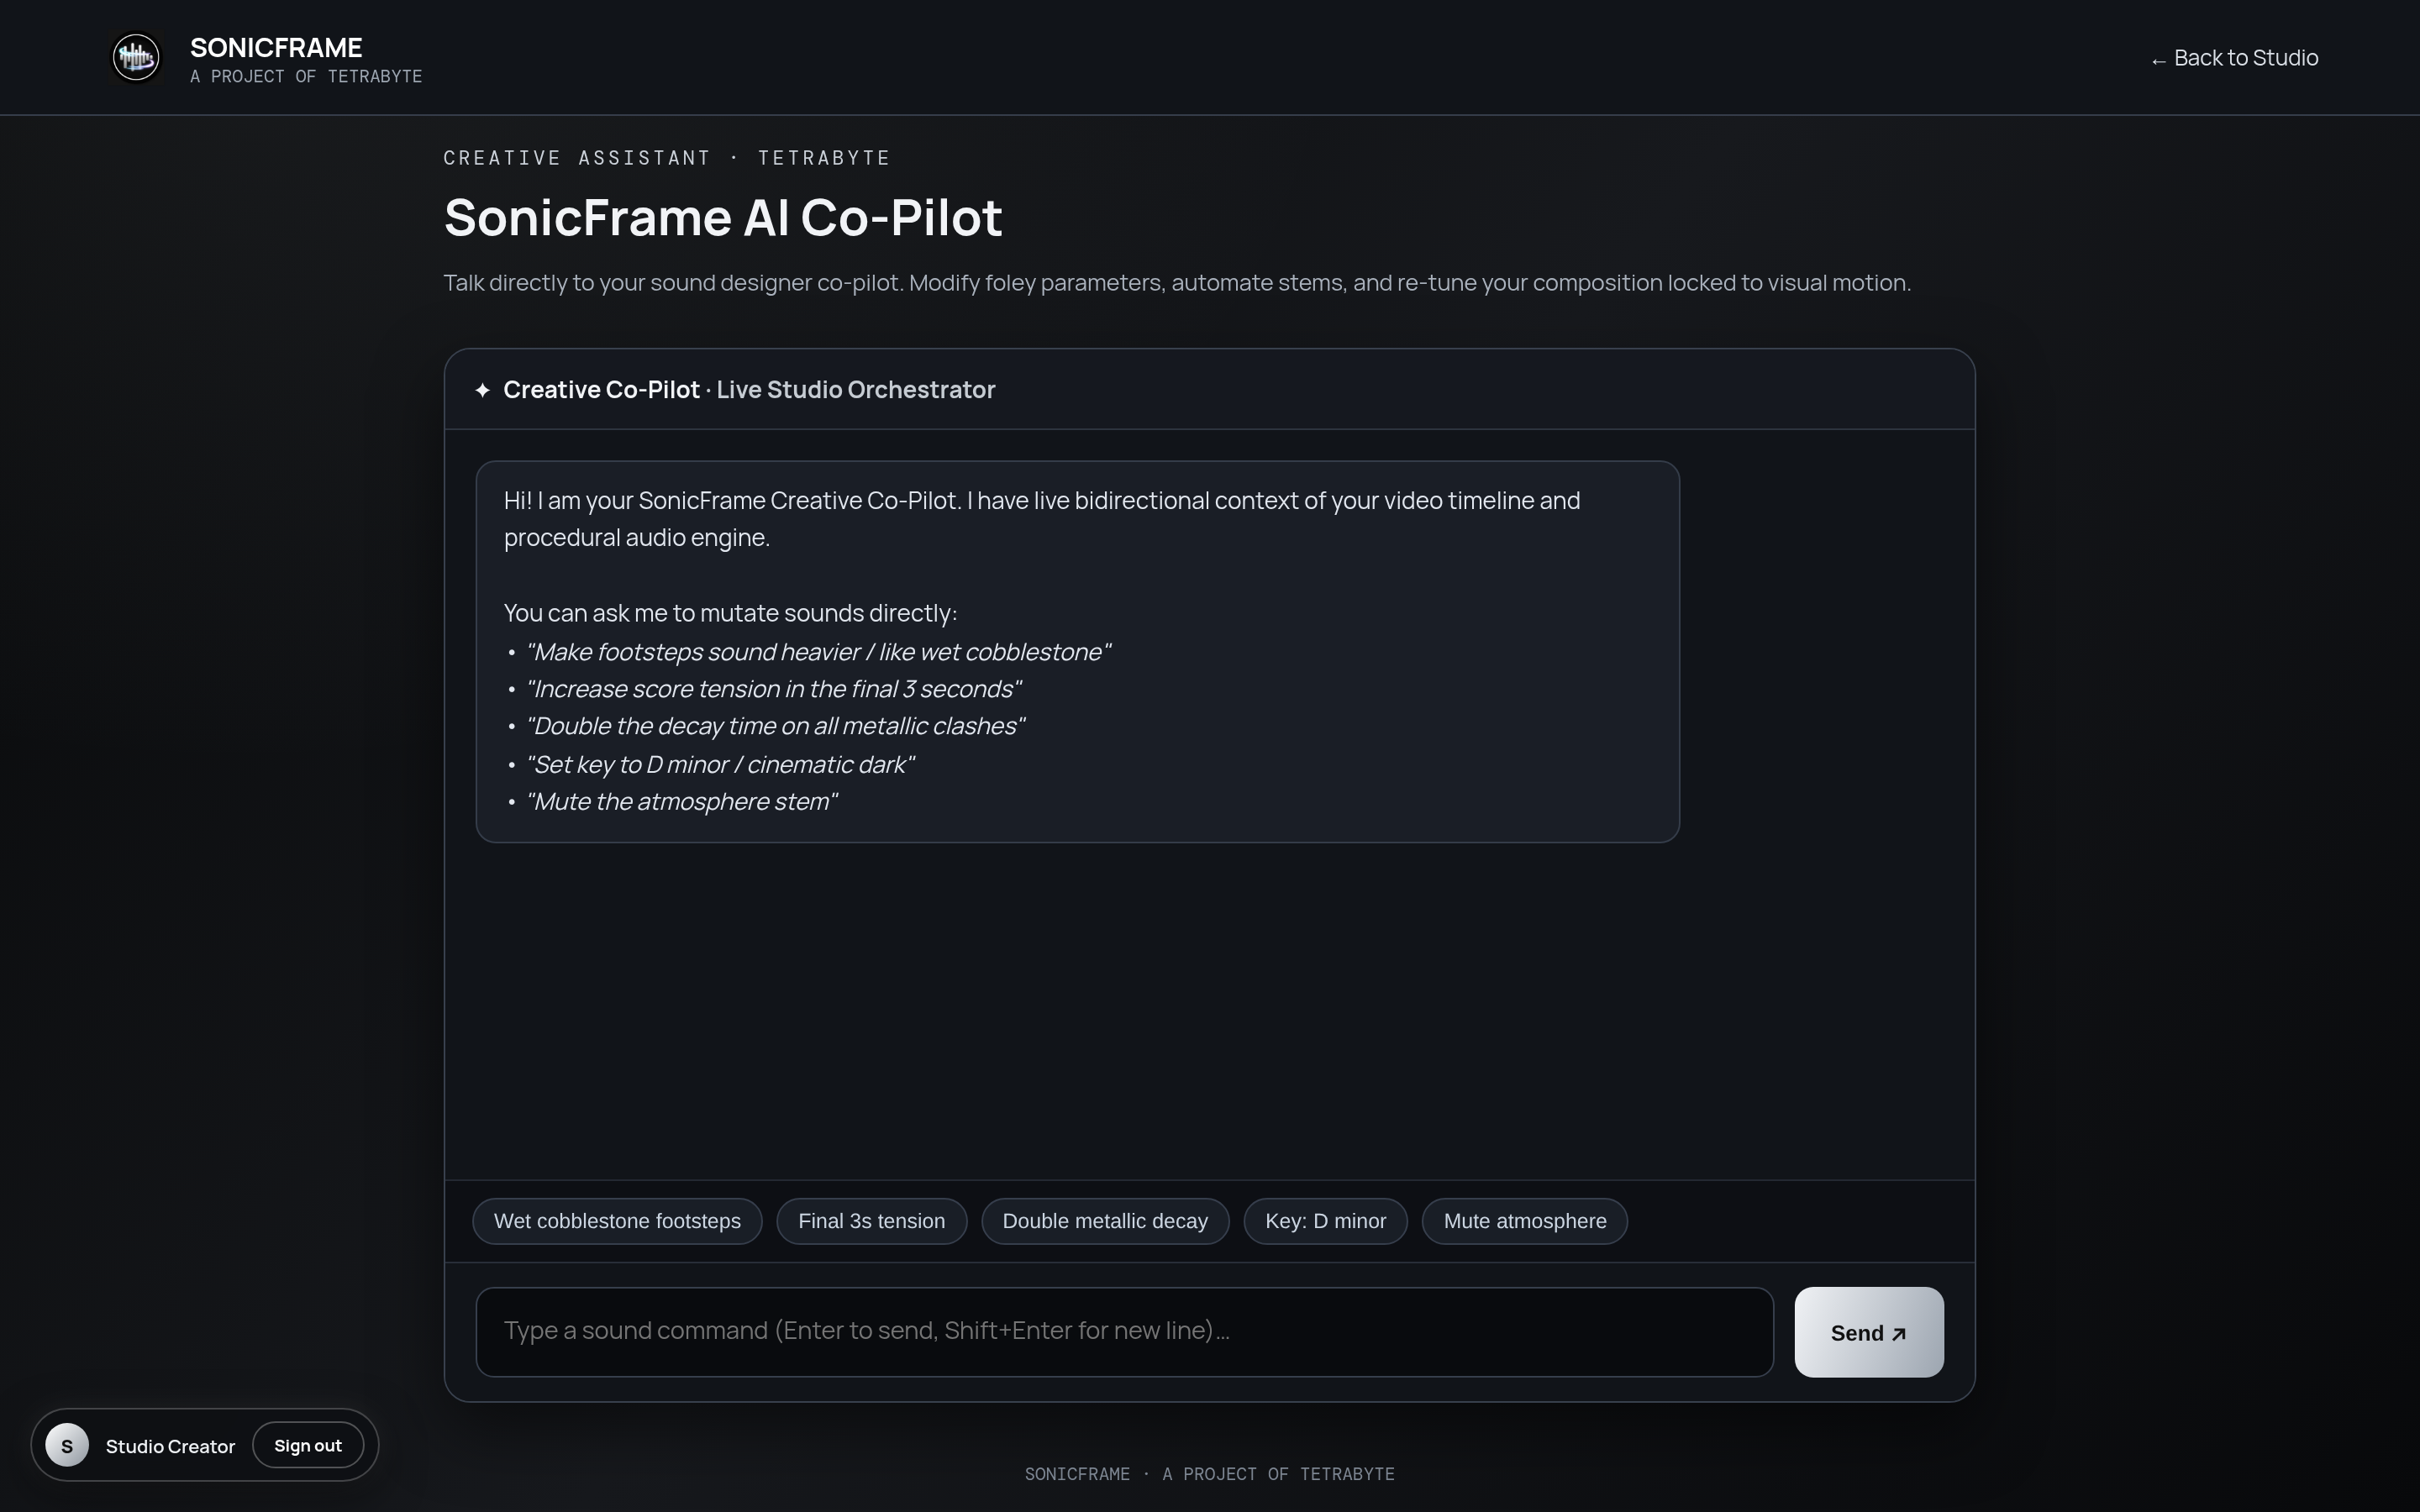 SONICFRAME
A PROJECT OF TETRABYTE
← Back to Studio
CREATIVE ASSISTANT · TETRABYTE
SonicFrame AI Co-Pilot
Talk directly to your sound designer co-pilot. Modify foley parameters, automate stems, and re-tune your composition locked to visual motion.
✦ Creative Co-Pilot · Live Studio Orchestrator
Hi! I am your SonicFrame Creative Co-Pilot. I have live bidirectional context of your video timeline and
procedural audio engine.
You can ask me to mutate sounds directly:
• "Make footsteps sound heavier / like wet cobblestone"
• "Increase score tension in the final 3 seconds"
• "Double the decay time on all metallic clashes"
• "Set key to D minor / cinematic dark"
• "Mute the atmosphere stem"
Wet cobblestone footsteps
Final 3s tension
Double metallic decay
Key: D minor
Mute atmosphere
Type a sound command (Enter to send, Shift+Enter for new line)...
Send ↗
S
Studio Creator
Sign out
SONICFRAME · A PROJECT OF TETRABYTE